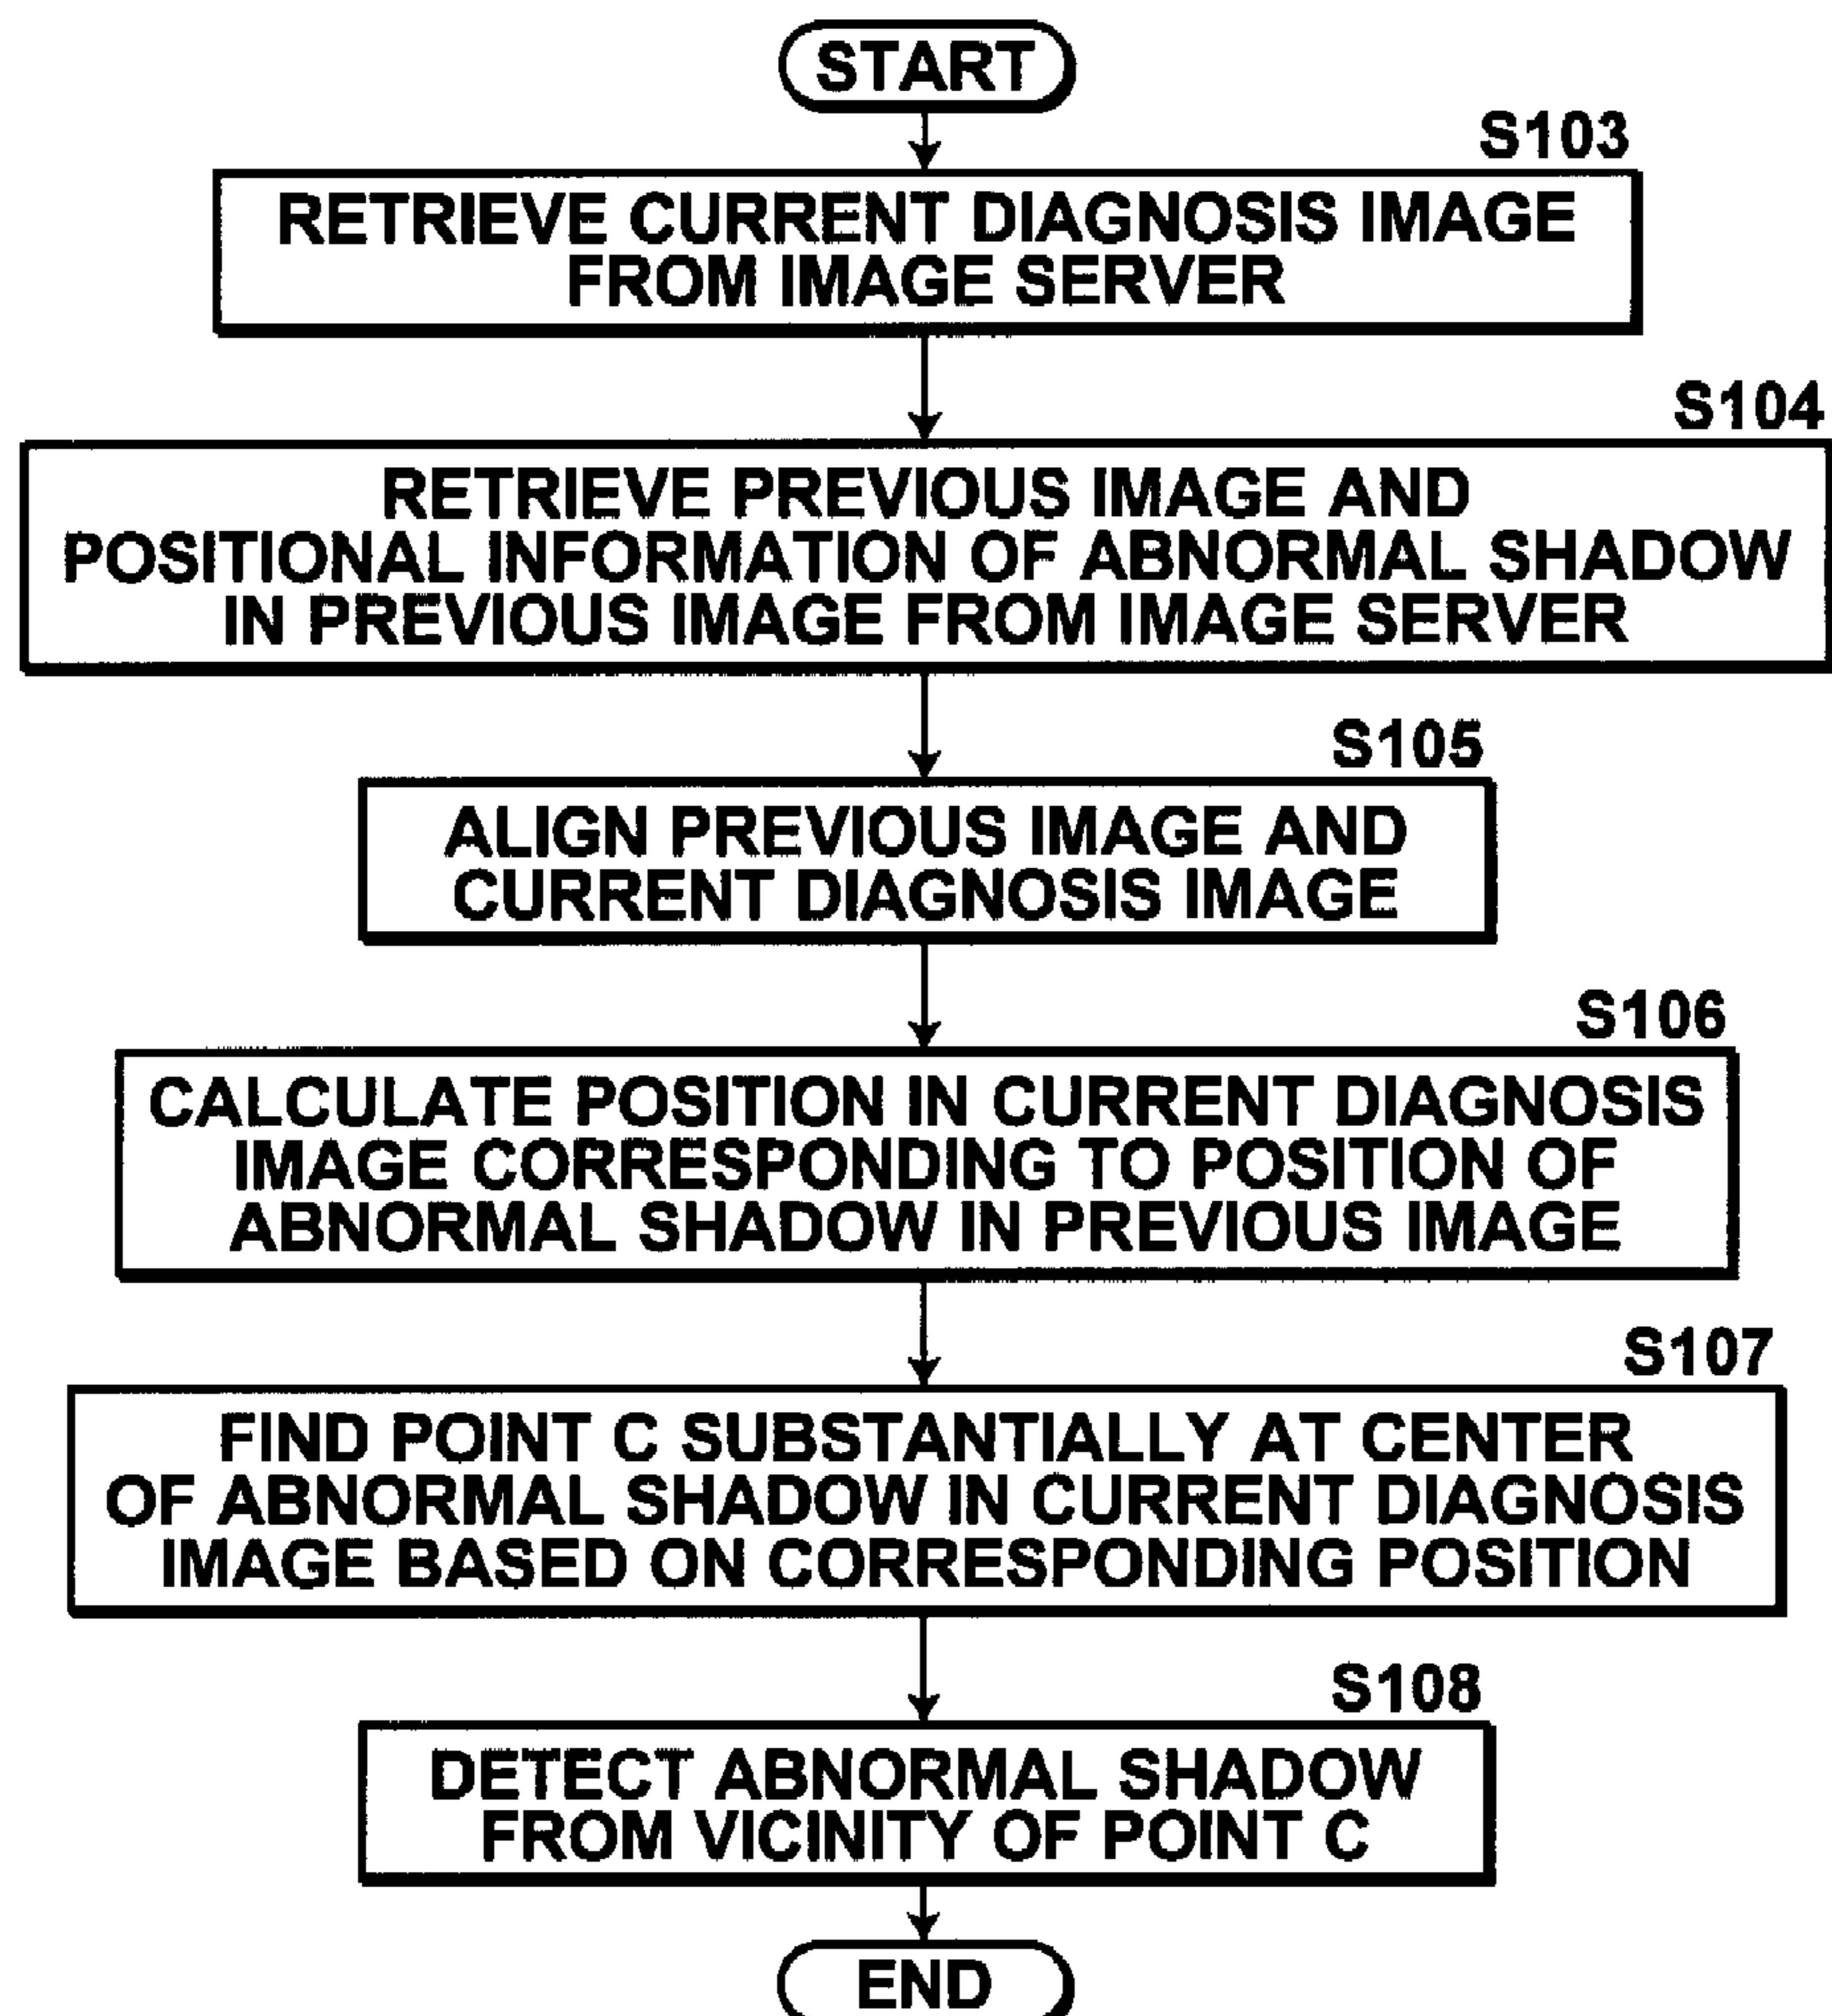 START
S103
RETRIEVE CURRENT DIAGNOSIS IMAGE
FROM IMAGE SERVER
S104
RETRIEVE PREVIOUS IMAGE AND
POSITIONAL INFORMATION OF ABNORMAL SHADOW
IN PREVIOUS IMAGE FROM IMAGE SERVER
S105
ALIGN PREVIOUS IMAGE AND
CURRENT DIAGNOSIS IMAGE
S106
CALCULATE POSITION IN CURRENT DIAGNOSIS
IMAGE CORRESPONDING TO POSITION OF
ABNORMAL SHADOW IN PREVIOUS IMAGE
S107
FIND POINT C SUBSTANTIALLY AT CENTER
OF ABNORMAL SHADOW IN CURRENT DIAGNOSIS
IMAGE BASED ON CORRESPONDING POSITION
S108
DETECT ABNORMAL SHADOW
FROM VICINITY OF POINT C
END